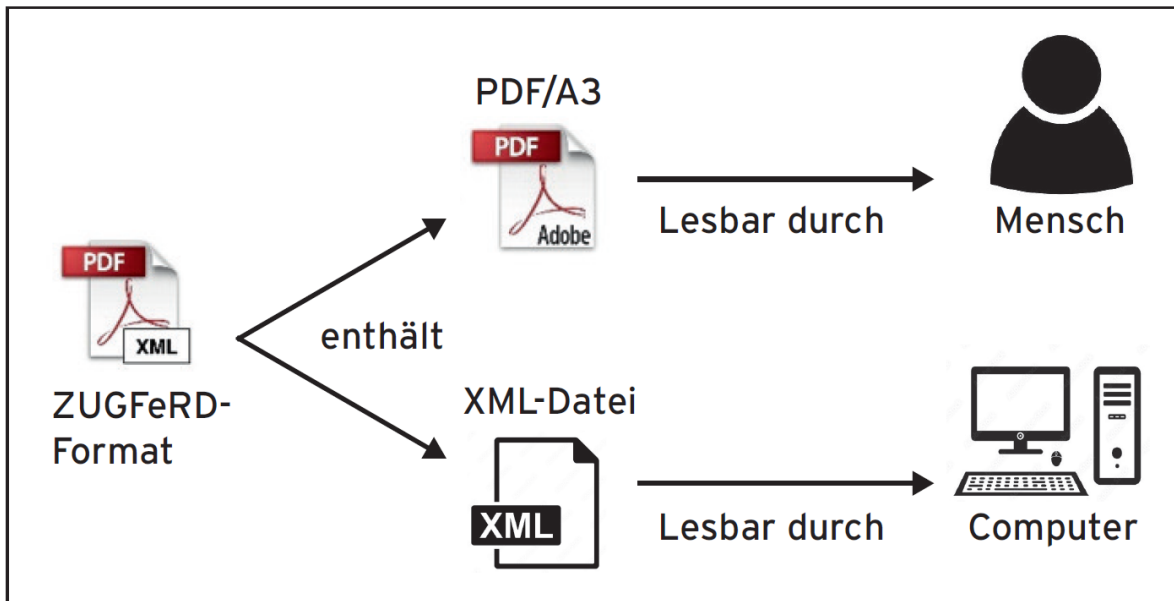 PDF/A3
PDF
Adobe
Lesbar durch
Mensch
PDF
XML
enthält
ZUGFeRD-
Format
XML-Datei
XML
Lesbar durch
Computer